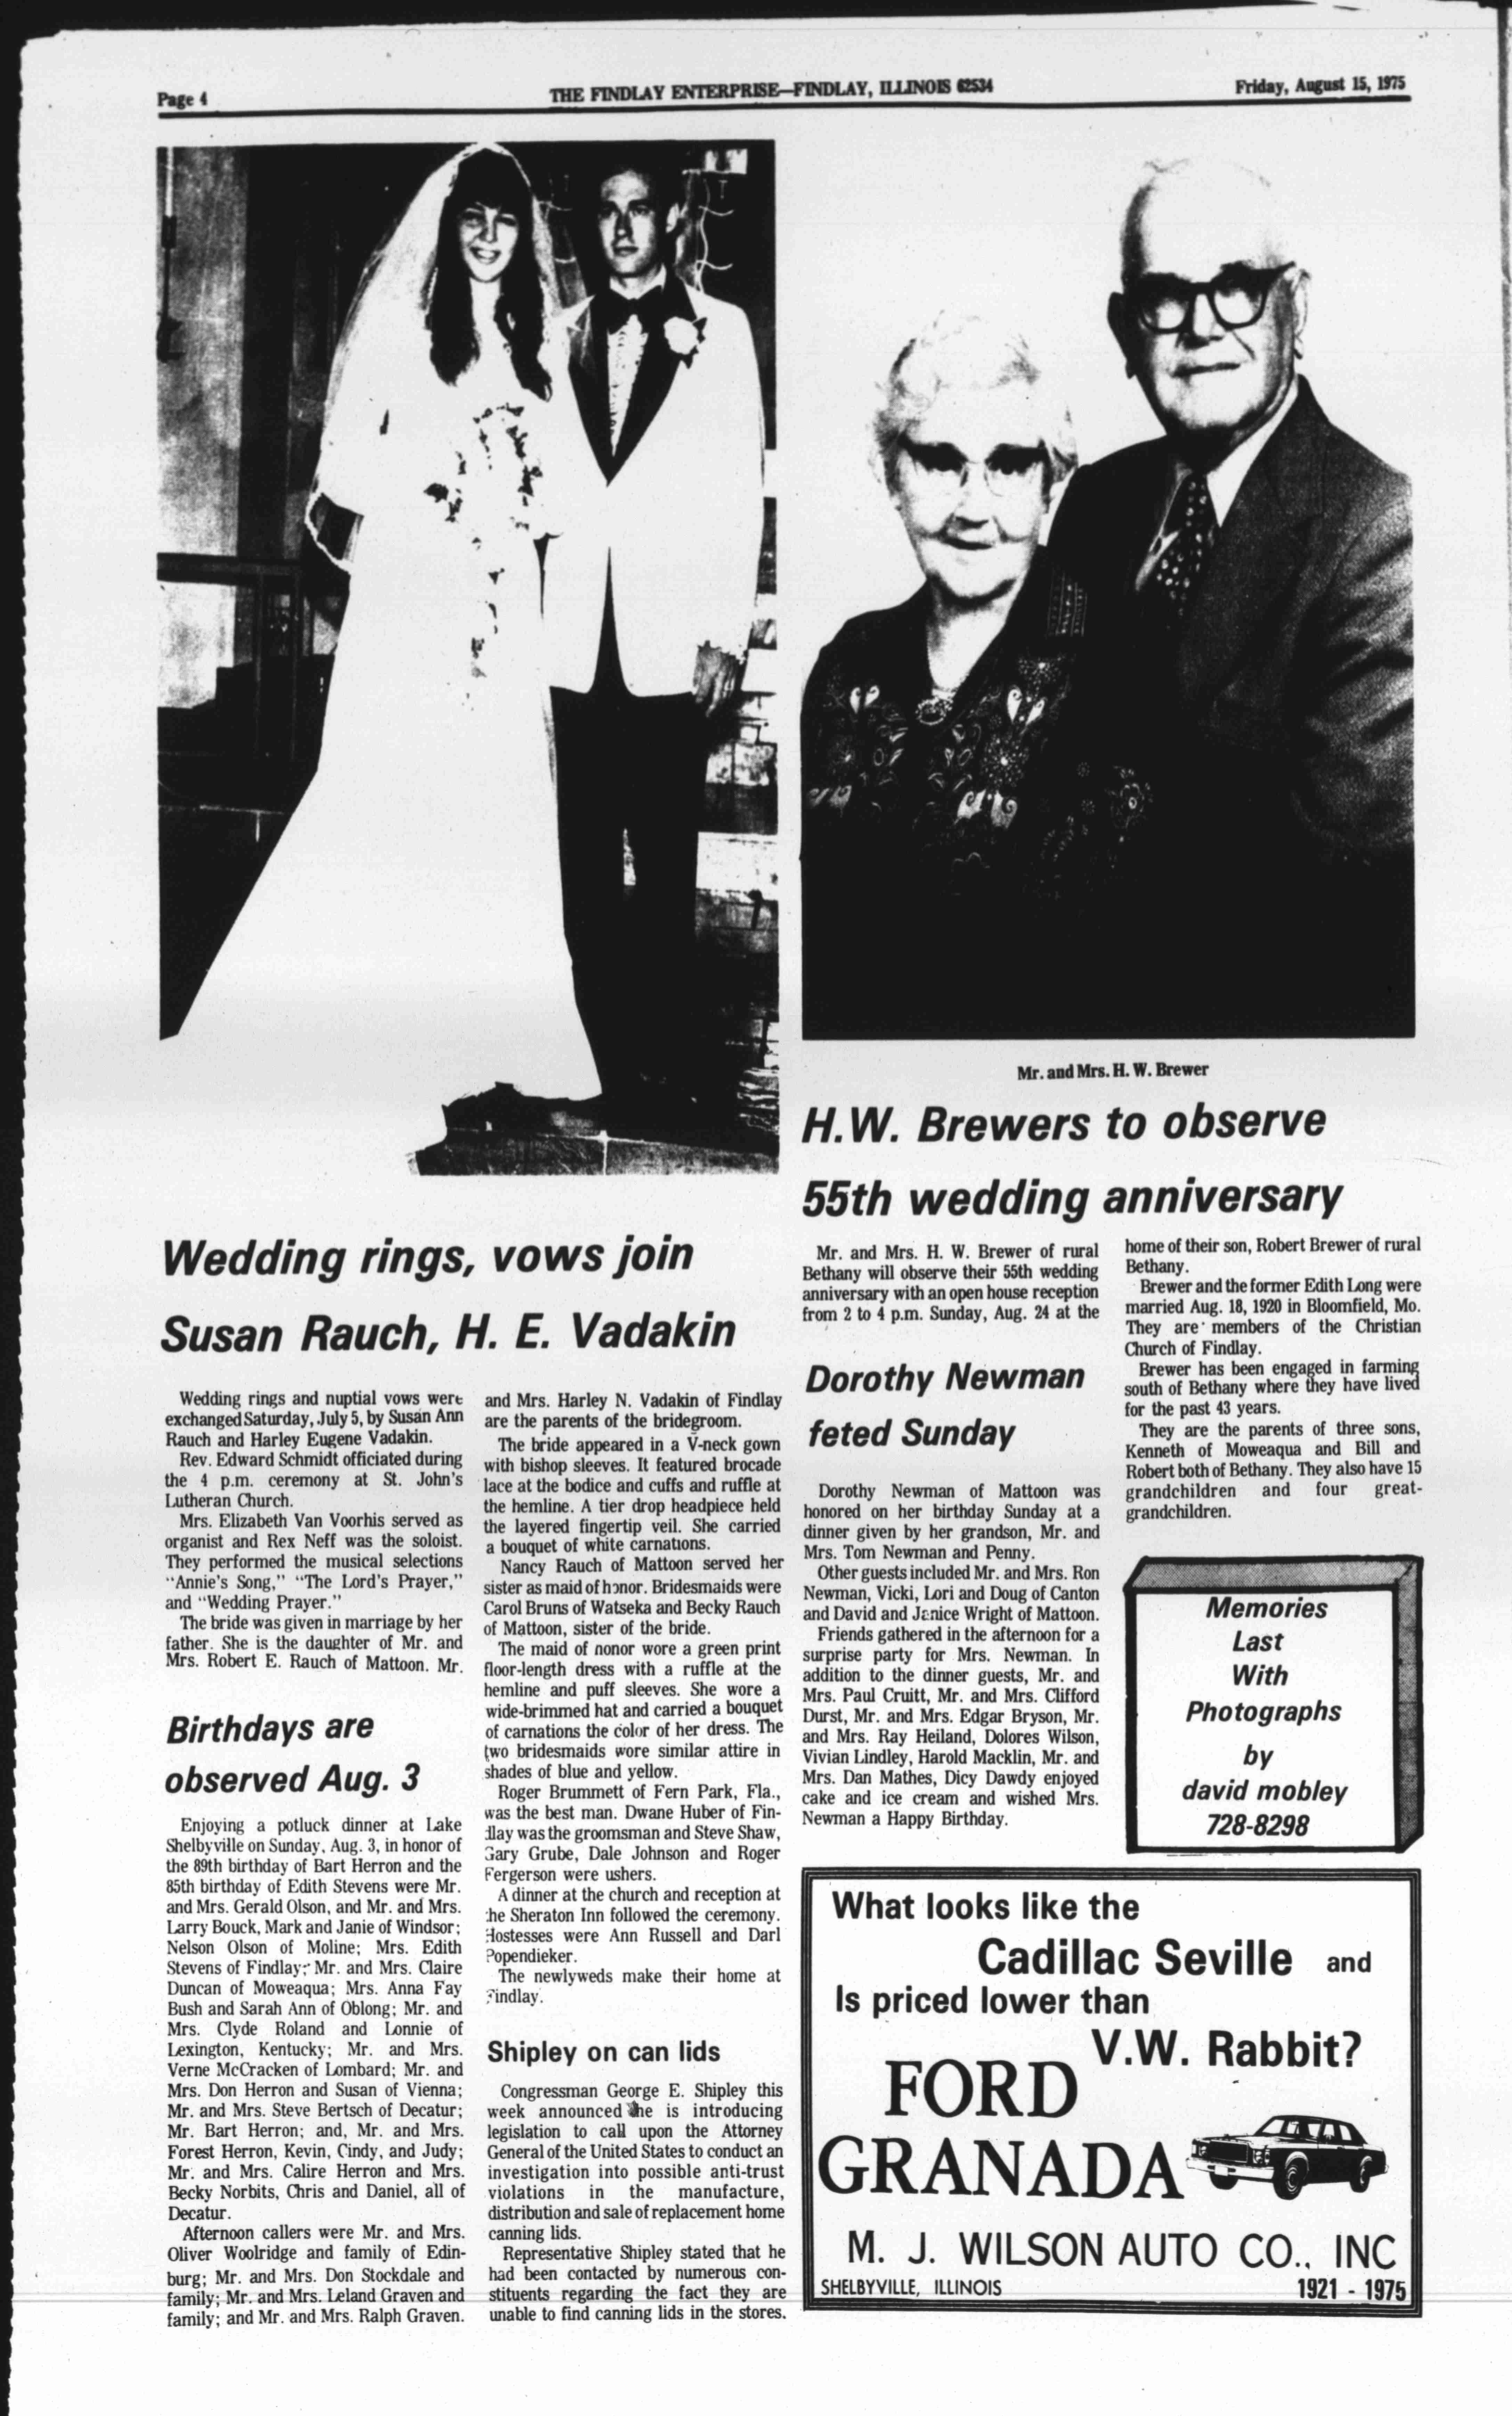 Page 4
THE FINDLAY ENTERPRISE—FINDLAY, ILLINOIS 62534
Friday, August 15, 1975
Wedding rings, vows join
Susan Rauch, H. E. Vadakin
Wedding rings and nuptial vows were
exchanged Saturday, July 5, by Susan Ann
Rauch and Harley Eugene Vadakin.
Rev. Edward Schmidt officiated during
the 4 p.m. ceremony at St. John's
Lutheran Church.
Mrs. Elizabeth Van Voorhis served as
organist and Rex Neff was the soloist.
They performed the musical selections
"Annie's Song," "The Lord's Prayer,"
and "Wedding Prayer."
The bride was given in marriage by her
father. She is the daughter of Mr. and
Mrs. Robert E. Rauch of Mattoon. Mr.
and Mrs. Harley N. Vadakin of Findlay
are the parents of the bridegroom.
The bride appeared in a V-neck gown
with bishop sleeves. It featured brocade
lace at the bodice and cuffs and ruffle at
the hemline. A tier drop headpiece held
the layered fingertip veil. She carried
a bouquet of white carnations.
Nancy Rauch of Mattoon served her
sister as maid of honor. Bridesmaids were
Carol Bruns of Watseka and Becky Rauch
of Mattoon, sister of the bride.
The maid of nonor wore a green print
floor-length dress with a ruffle at the
hemline and puff sleeves. She wore a
wide-brimmed hat and carried a bouquet
of carnations the color of her dress. The
two bridesmaids wore similar attire in
shades of blue and yellow.
Roger Brummett of Fern Park, Fla.,
was the best man. Dwane Huber of Fin-
dlay was the groomsman and Steve Shaw,
Gary Grube, Dale Johnson and Roger
Fergerson were ushers.
A dinner at the church and reception at
the Sheraton Inn followed the ceremony.
Hostesses were Ann Russell and Darl
Popendieker.
The newlyweds make their home at
Findlay.
Birthdays are
observed Aug. 3
Enjoying a potluck dinner at Lake
Shelbyville on Sunday, Aug. 3, in honor of
the 89th birthday of Bart Herron and the
85th birthday of Edith Stevens were Mr.
and Mrs. Gerald Olson, and Mr. and Mrs.
Larry Bouck, Mark and Janie of Windsor;
Nelson Olson of Moline; Mrs. Edith
Stevens of Findlay; Mr. and Mrs. Claire
Duncan of Moweaqua; Mrs. Anna Fay
Bush and Sarah Ann of Oblong; Mr. and
Mrs. Clyde Roland and Lonnie of
Lexington, Kentucky; Mr. and Mrs.
Verne McCracken of Lombard; Mr. and
Mrs. Don Herron and Susan of Vienna;
Mr. and Mrs. Steve Bertsch of Decatur;
Mr. Bart Herron; and, Mr. and Mrs.
Forest Herron, Kevin, Cindy, and Judy;
Mr. and Mrs. Calire Herron and Mrs.
Becky Norbits, Chris and Daniel, all of
Decatur.
Afternoon callers were Mr. and Mrs.
Oliver Woolridge and family of Edin-
burg; Mr. and Mrs. Don Stockdale and
family; Mr. and Mrs. Leland Graven and
family; and Mr. and Mrs. Ralph Graven.
Shipley on can lids
Congressman George E. Shipley this
week announced he is introducing
legislation to call upon the Attorney
General of the United States to conduct an
investigation into possible anti-trust
violations in the manufacture,
distribution and sale of replacement home
canning lids.
Representative Shipley stated that he
had been contacted by numerous con-
stituents regarding the fact they are
unable to find canning lids in the stores.
Mr. and Mrs. H. W. Brewer
H.W. Brewers to observe
55th wedding anniversary
Mr. and Mrs. H. W. Brewer of rural
Bethany will observe their 55th wedding
anniversary with an open house reception
from 2 to 4 p.m. Sunday, Aug. 24 at the
home of their son, Robert Brewer of rural
Bethany.
Brewer and the former Edith Long were
married Aug. 18, 1920 in Bloomfield, Mo.
They are members of the Christian
Church of Findlay.
Brewer has been engaged in farming
south of Bethany where they have lived
for the past 43 years.
They are the parents of three sons,
Kenneth of Moweaqua and Bill and
Robert both of Bethany. They also have 15
grandchildren and four great-
grandchildren.
Dorothy Newman
feted Sunday
Dorothy Newman of Mattoon was
honored on her birthday Sunday at a
dinner given by her grandson, Mr. and
Mrs. Tom Newman and Penny.
Other guests included Mr. and Mrs. Ron
Newman, Vicki, Lori and Doug of Canton
and David and Janice Wright of Mattoon.
Friends gathered in the afternoon for a
surprise party for Mrs. Newman. In
addition to the dinner guests, Mr. and
Mrs. Paul Cruitt, Mr. and Mrs. Clifford
Durst, Mr. and Mrs. Edgar Bryson, Mr.
and Mrs. Ray Heiland, Dolores Wilson,
Vivian Lindley, Harold Macklin, Mr. and
Mrs. Dan Mathes, Dicy Dawdy enjoyed
cake and ice cream and wished Mrs.
Newman a Happy Birthday.
Memories
Last
With
Photographs
by
david mobley
728-8298
What looks like the
Cadillac Seville and
Is priced lower than
V.W. Rabbit?
FORD
GRANADA
M. J. WILSON AUTO CO., INC
SHELBYVILLE, ILLINOIS
1921 - 1975